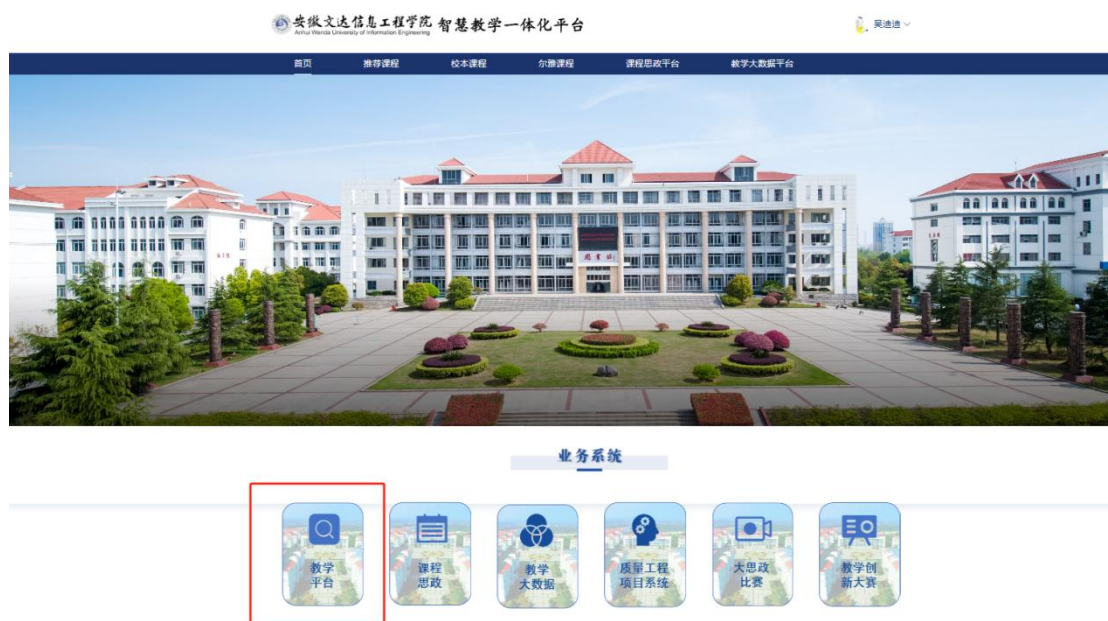 安徽文达信息工程学院 智慧教学一体化平台
Anhui Wanda University of Information Engineering
吴迪迪
首页 推荐课程 校本课程 尔雅课程 课程思政平台 教学大数据平台
图书馆
业务系统
教学平台
课程思政
教学大数据
质量工程项目系统
大思政比赛
教学创新大赛